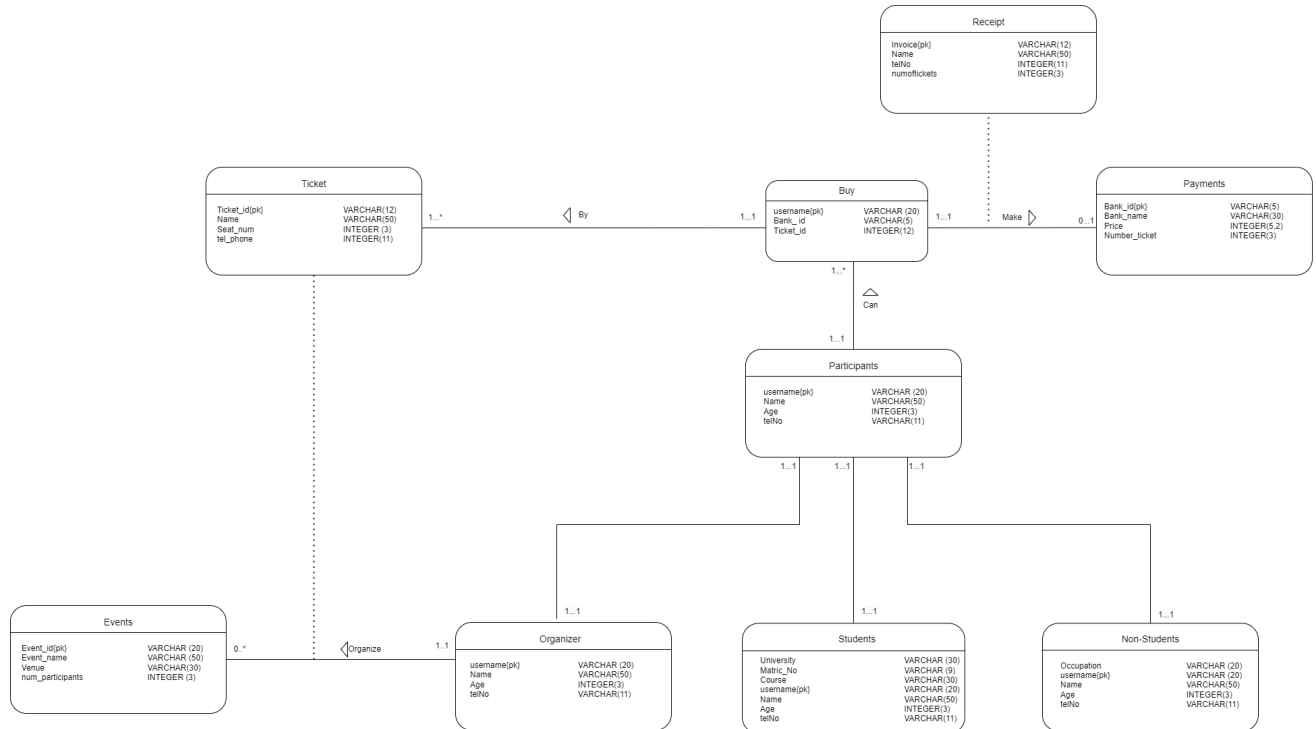 Receipt
Invoice{pk} VARCHAR(12)
Name VARCHAR(50)
telNo INTEGER(11)
numoftickets INTEGER(3)
Ticket
Ticket_id{pk} VARCHAR(12)
Name VARCHAR(50)
Seat_num INTEGER (3)
tel_phone INTEGER(11)
1...*
By
1...1
Buy
username{pk} VARCHAR (20)
Bank_ id VARCHAR(5)
Ticket_id INTEGER(12)
1...1
Make
0...1
Payments
Bank_id{pk} VARCHAR(5)
Bank_name VARCHAR(30)
Price INTEGER(5,2)
Number_ticket INTEGER(3)
1...*
Can
1...1
Participants
username{pk} VARCHAR (20)
Name VARCHAR(50)
Age INTEGER(3)
telNo VARCHAR(11)
1...1 1...1 1...1
1...1 1...1 1...1
Events
Event_id{pk} VARCHAR (20)
Event_name VARCHAR (50)
Venue VARCHAR(30)
num_participants INTEGER (3)
0..*
Organize
1..1
Organizer
username{pk} VARCHAR (20)
Name VARCHAR(50)
Age INTEGER(3)
telNo VARCHAR(11)
Students
University VARCHAR (30)
Matric_No VARCHAR (9)
Course VARCHAR(30)
username{pk} VARCHAR (20)
Name VARCHAR(50)
Age INTEGER(3)
telNo VARCHAR(11)
Non-Students
Occupation VARCHAR (20)
username{pk} VARCHAR (20)
Name VARCHAR(50)
Age INTEGER(3)
telNo VARCHAR(11)